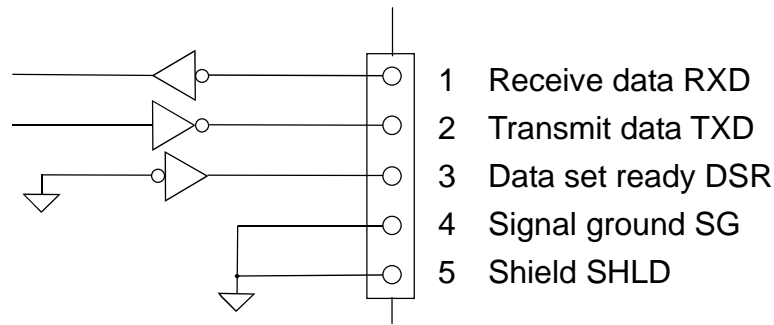 1 Receive data RXD
2 Transmit data TXD
3 Data set ready DSR
4 Signal ground SG
5 Shield SHLD